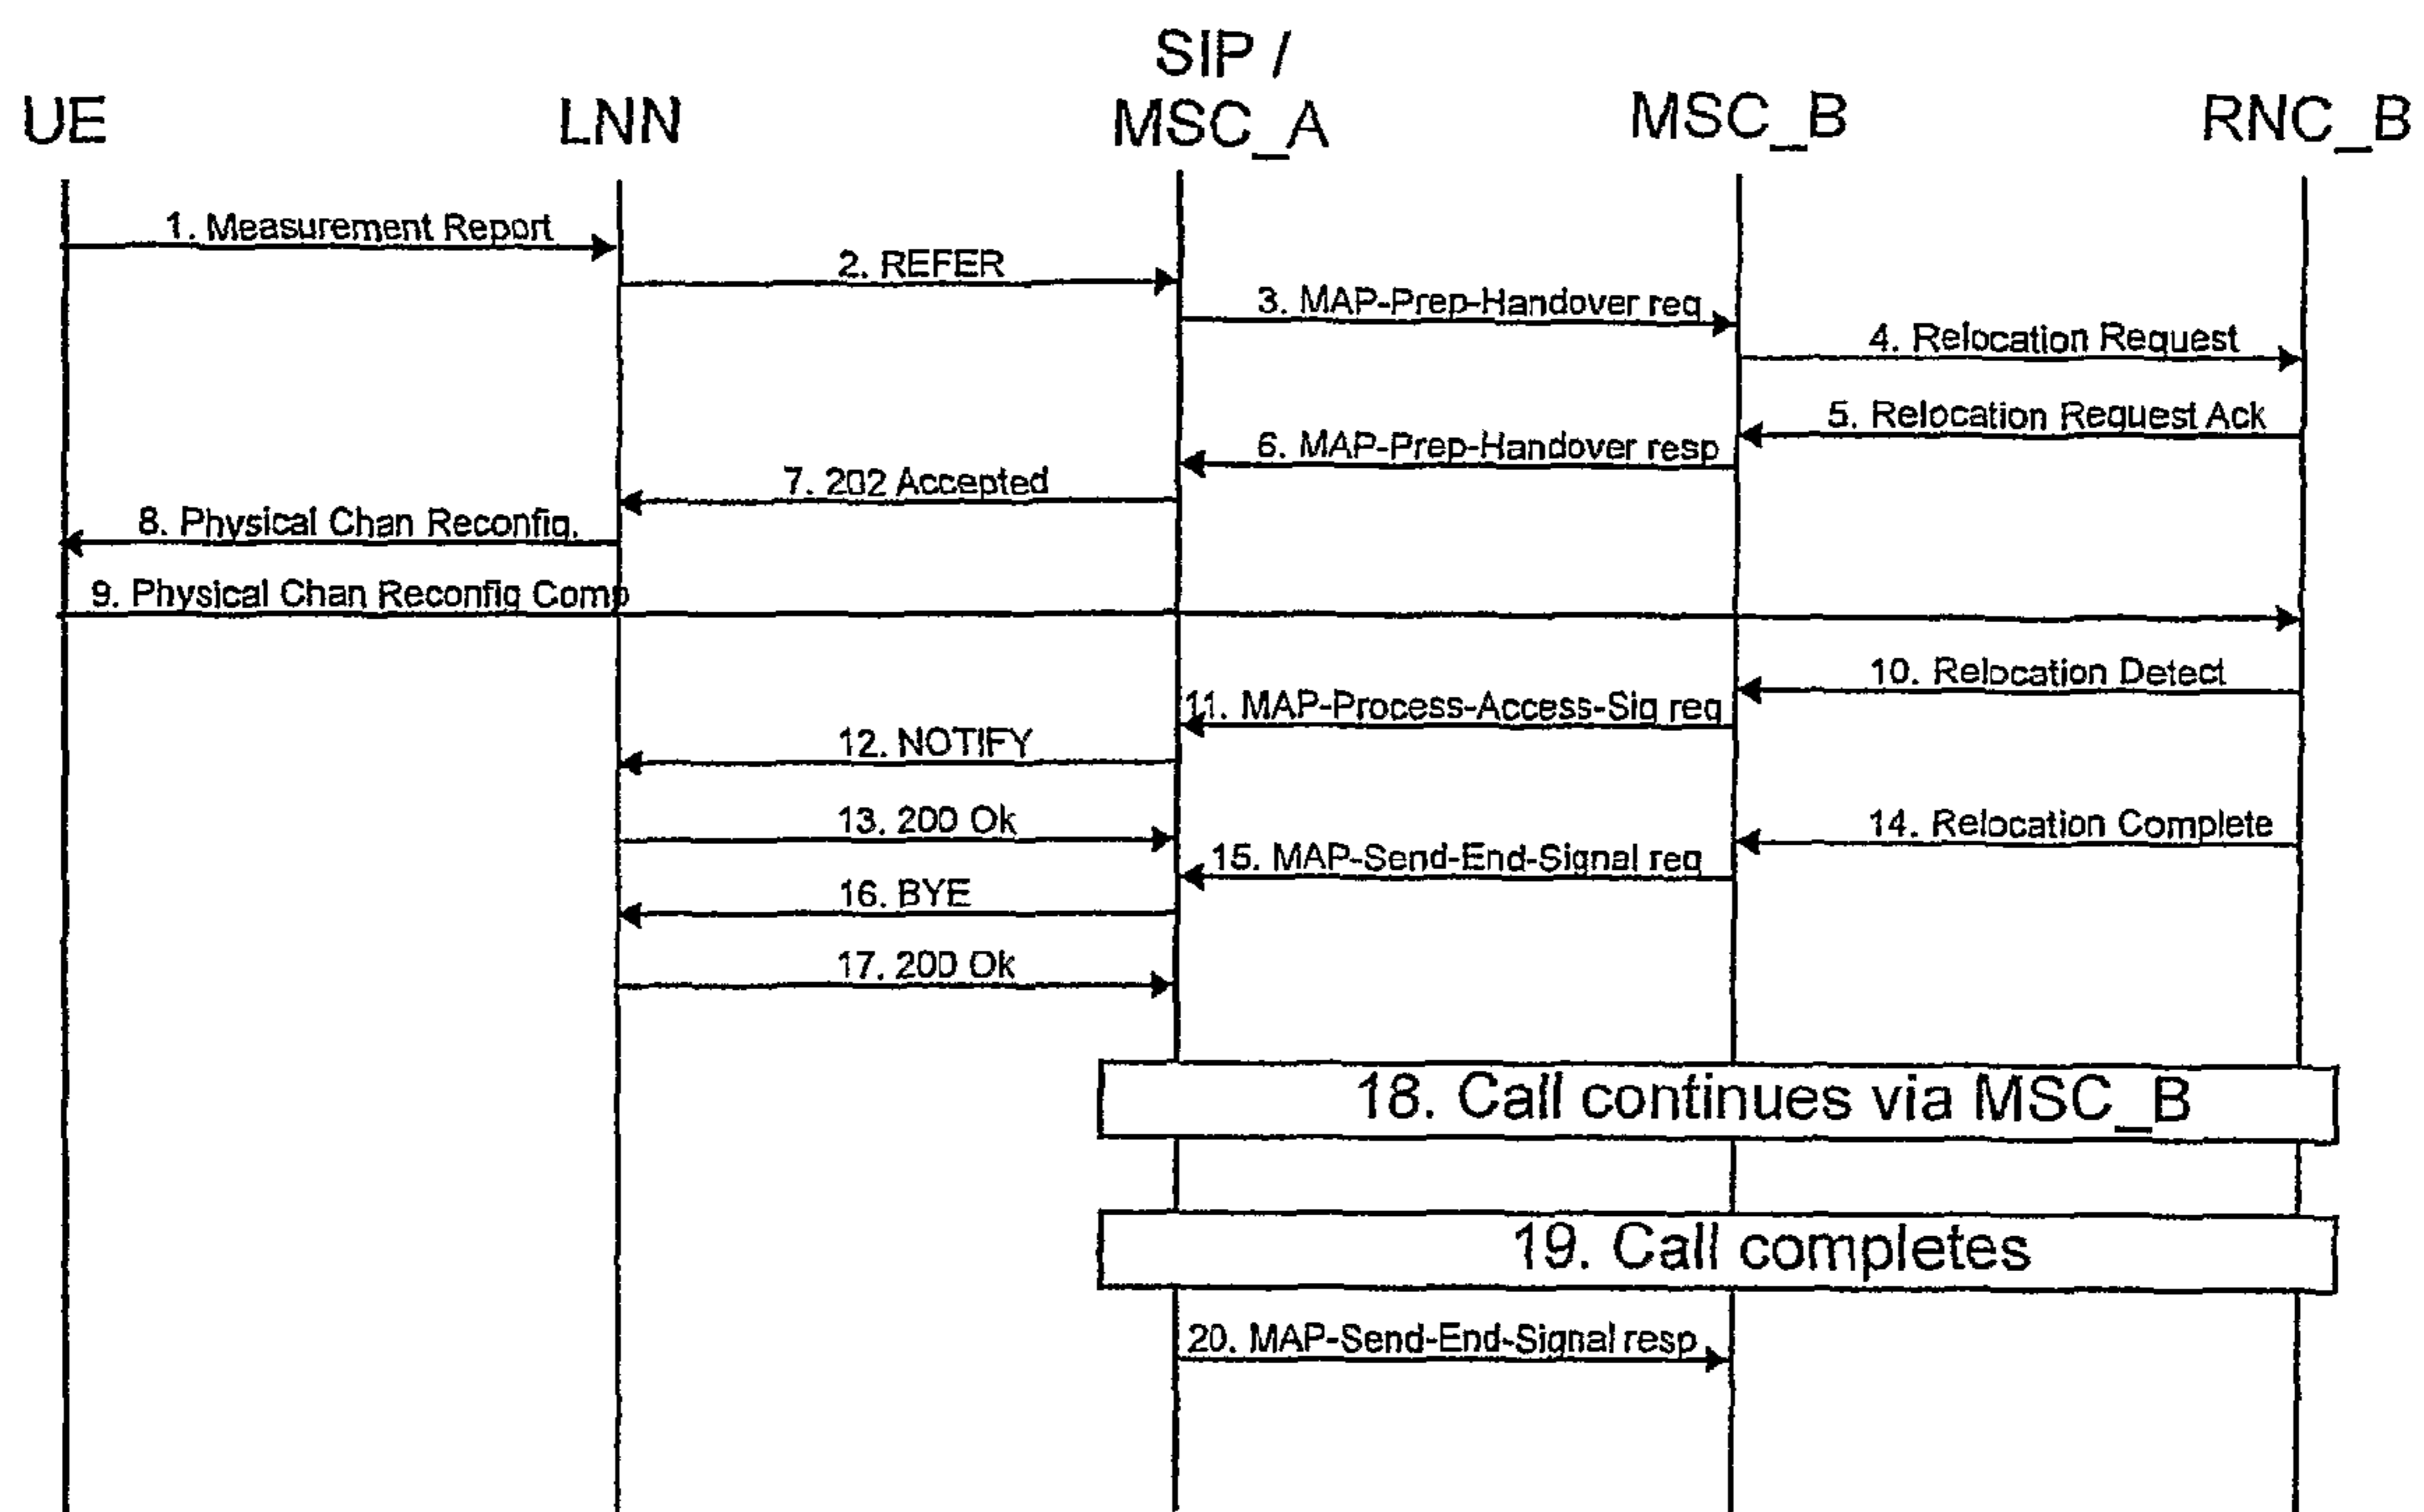 UE
LNN
SIP /
MSC_A
MSC_B
RNC_B
1. Measurement Report
2. REFER
3. MAP-Prep-Handover req
4. Relocation Request
5. Relocation Request Ack
6. MAP-Prep-Handover resp
7. 202 Accepted
8. Physical Chan Reconfig.
9. Physical Chan Reconfig Comp
10. Relocation Detect
11. MAP-Process-Access-Sig req
12. NOTIFY
13. 200 Ok
14. Relocation Complete
15. MAP-Send-End-Signal req
16. BYE
17. 200 Ok
18. Call continues via MSC_B
19. Call completes
20. MAP-Send-End-Signal resp